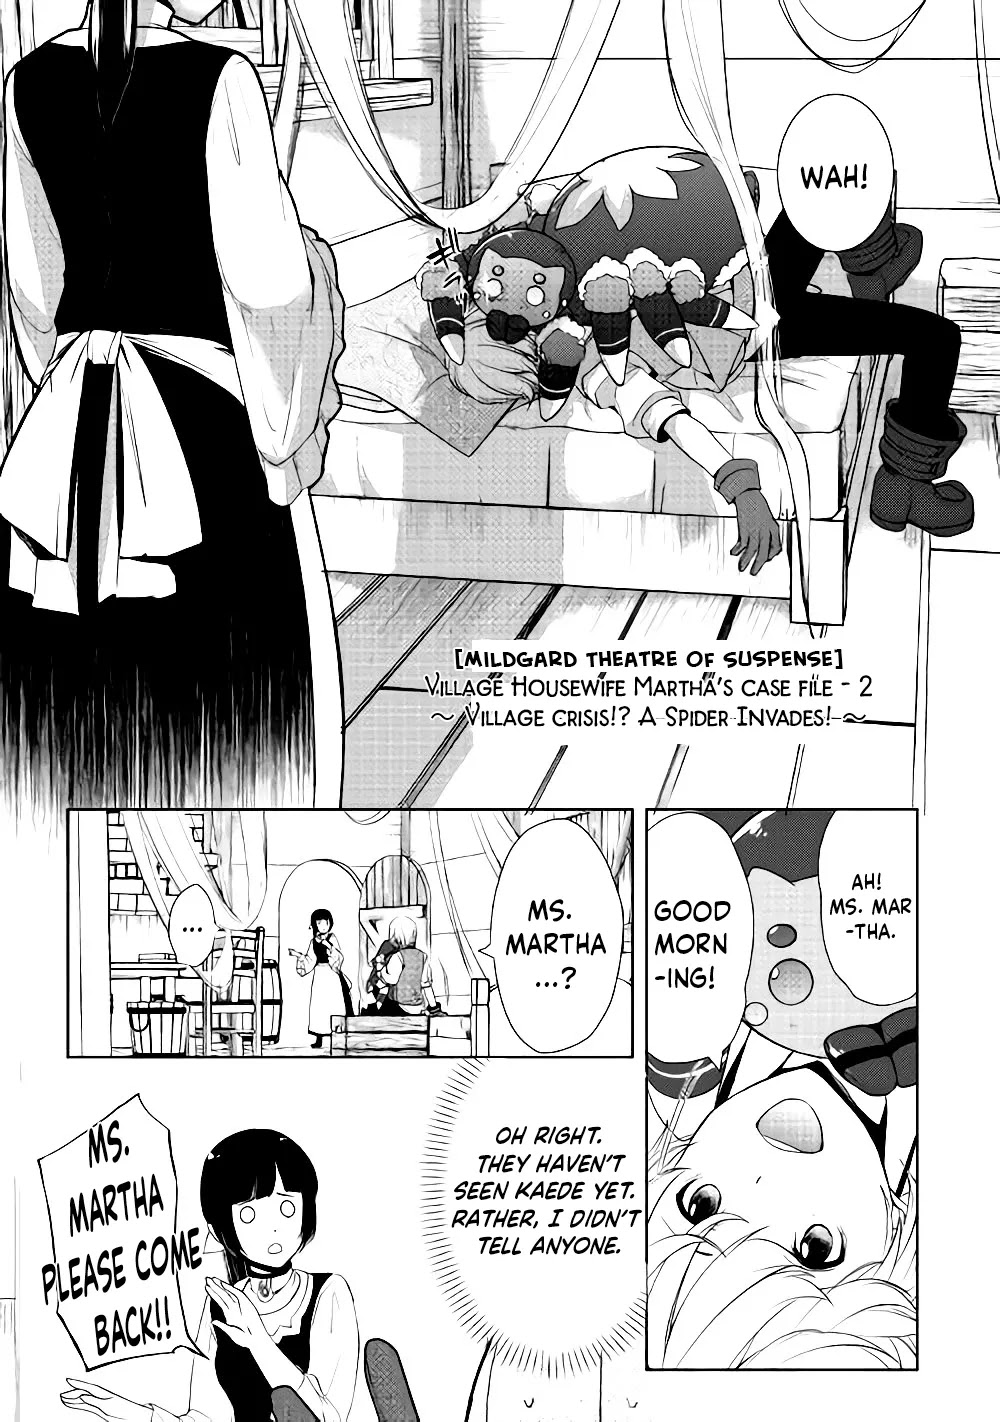 WAH!
[MILDGARD THEATRE OF SUSPENSE]
VILLAGE HOUSEWIFE MARTHA'S CASE FILE - 2
~ VILLAGE CRISIS!? A SPIDER INVADES! ~
AH!
MS. MAR
-THA.
GOOD
MORN
-ING!
MS.
MARTHA
...?
...
OH RIGHT.
THEY HAVEN'T
SEEN KAEDE YET.
RATHER, I DIDN'T
TELL ANYONE.
MS.
MARTHA
PLEASE COME
BACK!!